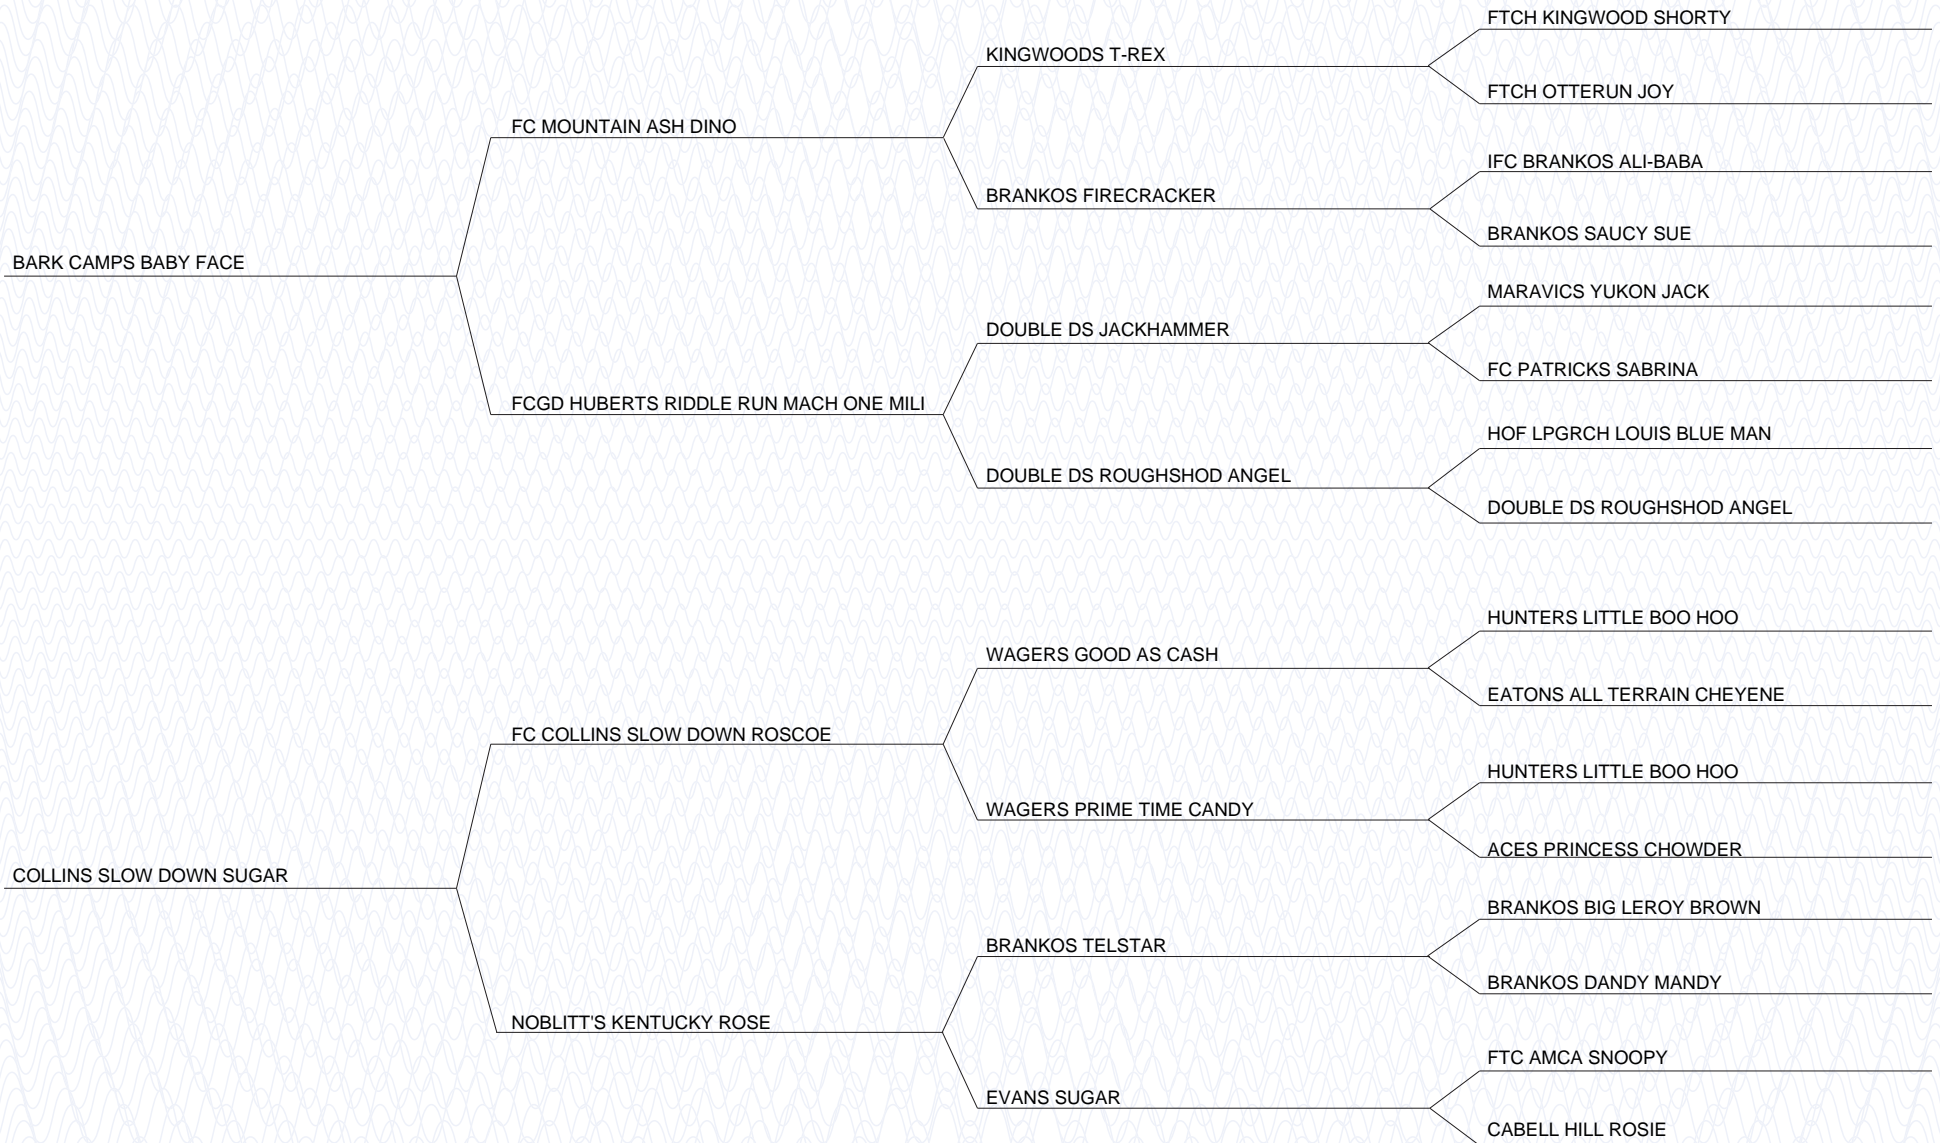 FTCH KINGWOOD SHORTY
KINGWOODS T-REX
FTCH OTTERUN JOY
FC MOUNTAIN ASH DINO
IFC BRANKOS ALI-BABA
BRANKOS FIRECRACKER
BRANKOS SAUCY SUE
BARK CAMPS BABY FACE
MARAVICS YUKON JACK
DOUBLE DS JACKHAMMER
FC PATRICKS SABRINA
FCGD HUBERTS RIDDLE RUN MACH ONE MILI
HOF LPGRCH LOUIS BLUE MAN
DOUBLE DS ROUGHSHOD ANGEL
DOUBLE DS ROUGHSHOD ANGEL
HUNTERS LITTLE BOO HOO
WAGERS GOOD AS CASH
EATONS ALL TERRAIN CHEYENE
FC COLLINS SLOW DOWN ROSCOE
HUNTERS LITTLE BOO HOO
WAGERS PRIME TIME CANDY
ACES PRINCESS CHOWDER
COLLINS SLOW DOWN SUGAR
BRANKOS BIG LEROY BROWN
BRANKOS TELSTAR
BRANKOS DANDY MANDY
NOBLITT'S KENTUCKY ROSE
FTC AMCA SNOOPY
EVANS SUGAR
CABELL HILL ROSIE